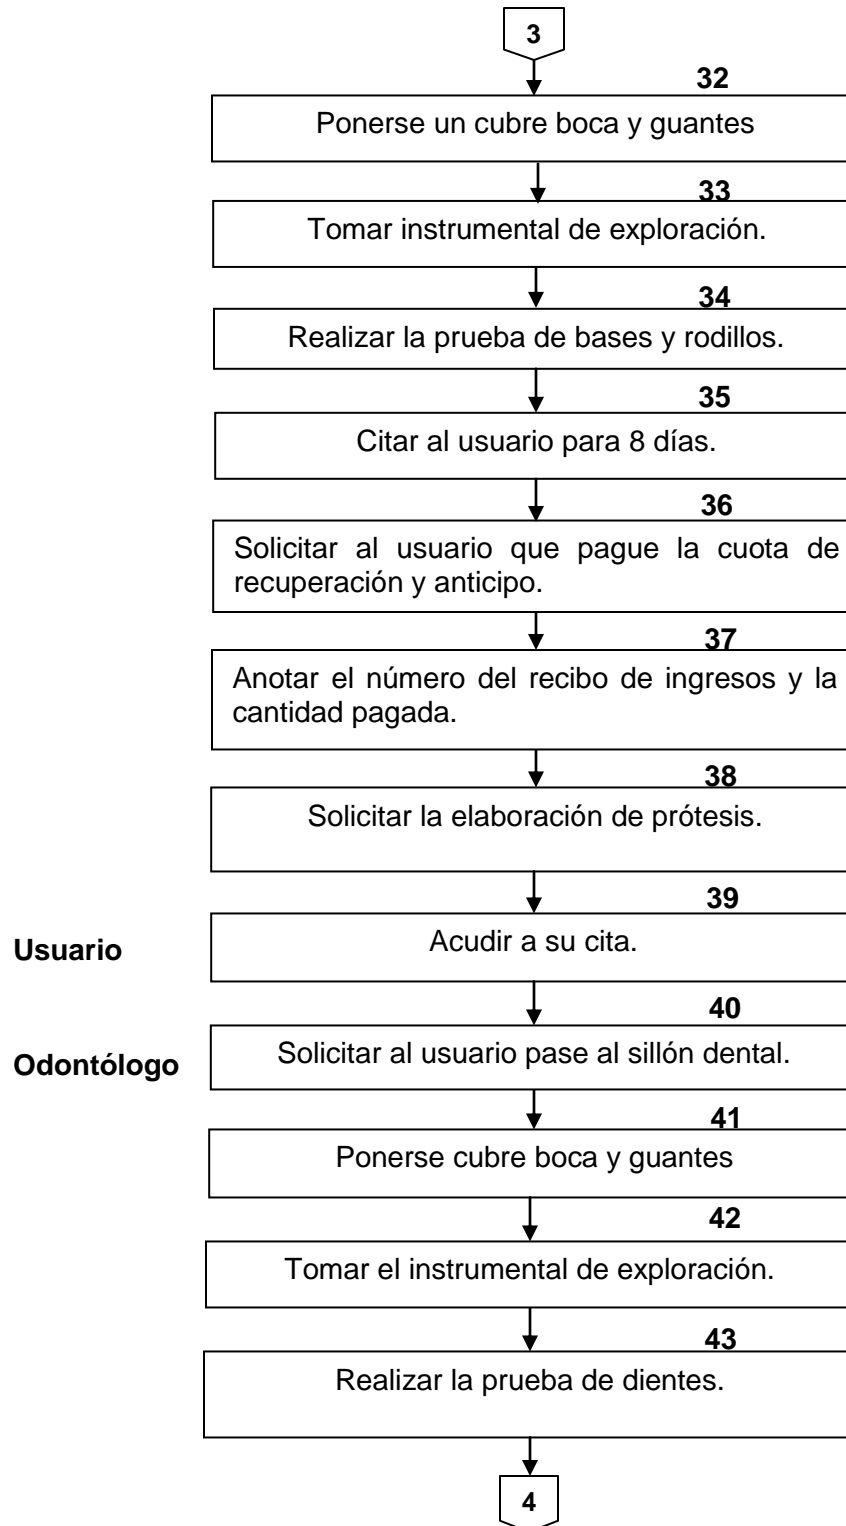 3
32
Ponerse un cubre boca y guantes
33
Tomar instrumental de exploración.
34
Realizar la prueba de bases y rodillos.
35
Citar al usuario para 8 días.
36
Solicitar al usuario que pague la cuota de
recuperación y anticipo.
37
Anotar el número del recibo de ingresos y la
cantidad pagada.
38
Solicitar la elaboración de prótesis.
39
Usuario
Acudir a su cita.
40
Odontólogo
Solicitar al usuario pase al sillón dental.
41
Ponerse cubre boca y guantes
42
Tomar el instrumental de exploración.
43
Realizar la prueba de dientes.
4